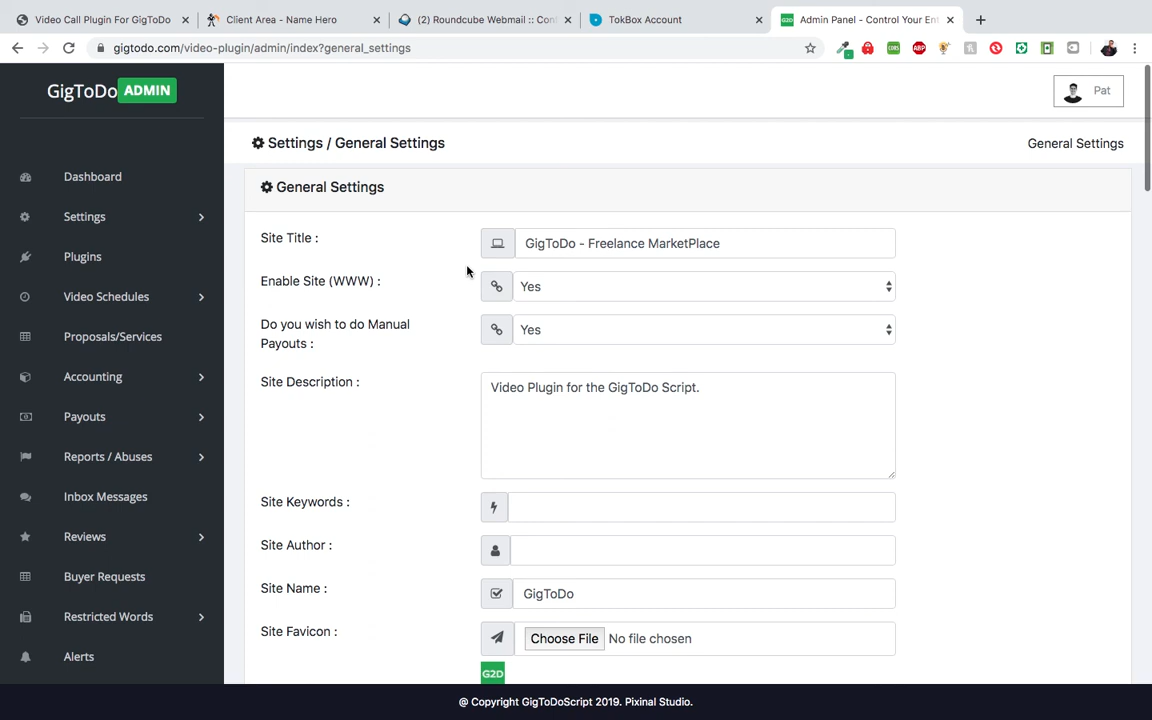 Video Call Plugin For GigToDo
Client Area - Name Hero
(2) Roundcube Webmail :: Con
TokBox Account
Admin Panel - Control Your En
gigtodo.com/video-plugin/admin/index?general_settings
ABP
GigToDo ADMIN
Pat
Settings / General Settings
General Settings
Dashboard
Settings
Plugins
Video Schedules
Proposals/Services
Accounting
Payouts
Reports / Abuses
Inbox Messages
Reviews
Buyer Requests
Restricted Words
Alerts
General Settings
Site Title :
GigToDo - Freelance MarketPlace
Enable Site (WWW) :
Yes
Do you wish to do Manual
Payouts :
Yes
Site Description :
Video Plugin for the GigToDo Script.
Site Keywords :
Site Author :
Site Name :
GigToDo
Site Favicon :
Choose File No file chosen
G2D
@ Copyright GigToDoScript 2019. Pixinal Studio.